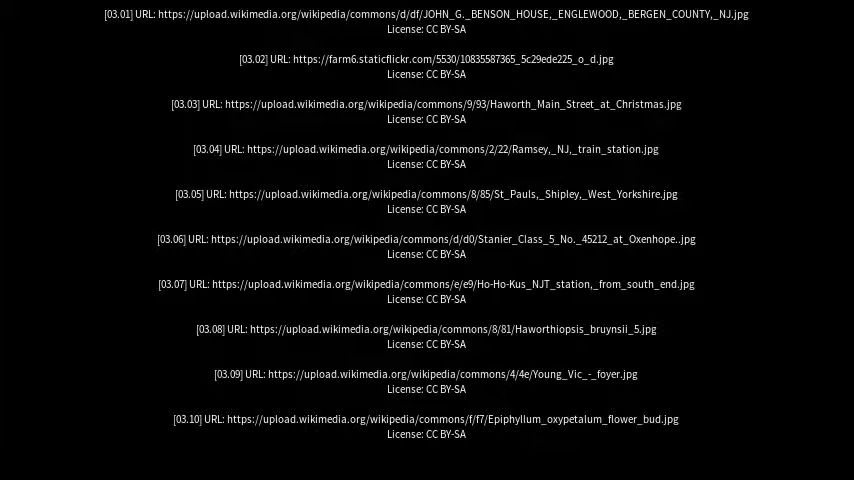 [03.01] URL: https://upload.wikimedia.org/wikipedia/commons/d/df/JOHN_G._BENSON_HOUSE,_ENGLEWOOD,_BERGEN_COUNTY,_NJ.jpg
License: CC BY-SA
[03.02] URL: https://farm6.staticflickr.com/5530/10835587365_5c29ede225_o_d.jpg
License: CC BY-SA
[03.03] URL: https://upload.wikimedia.org/wikipedia/commons/9/93/Haworth_Main_Street_at_Christmas.jpg
License: CC BY-SA
[03.04] URL: https://upload.wikimedia.org/wikipedia/commons/2/22/Ramsey,_NJ,_train_station.jpg
License: CC BY-SA
[03.05] URL: https://upload.wikimedia.org/wikipedia/commons/8/85/St_Pauls,_Shipley,_West_Yorkshire.jpg
License: CC BY-SA
[03.06] URL: https://upload.wikimedia.org/wikipedia/commons/d/d0/Stanier_Class_5_No._45212_at_Oxenhope..jpg
License: CC BY-SA
[03.07] URL: https://upload.wikimedia.org/wikipedia/commons/e/e9/Ho-Ho-Kus_NJT_station,_from_south_end.jpg
License: CC BY-SA
[03.08] URL: https://upload.wikimedia.org/wikipedia/commons/8/81/Haworthiopsis_bruynsii_5.jpg
License: CC BY-SA
[03.09] URL: https://upload.wikimedia.org/wikipedia/commons/4/4e/Young_Vic_-_foyer.jpg
License: CC BY-SA
[03.10] URL: https://upload.wikimedia.org/wikipedia/commons/f/f7/Epiphyllum_oxypetalum_flower_bud.jpg
License: CC BY-SA